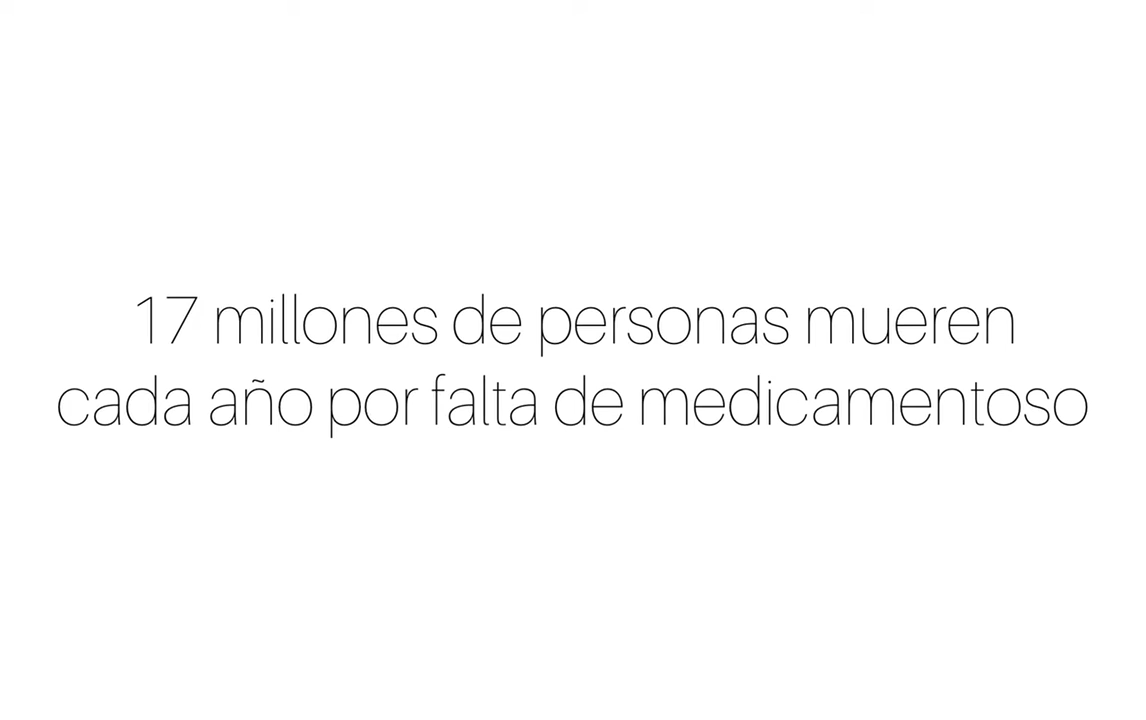 17 millones de personas mueren
cada año por falta de medicamentoso